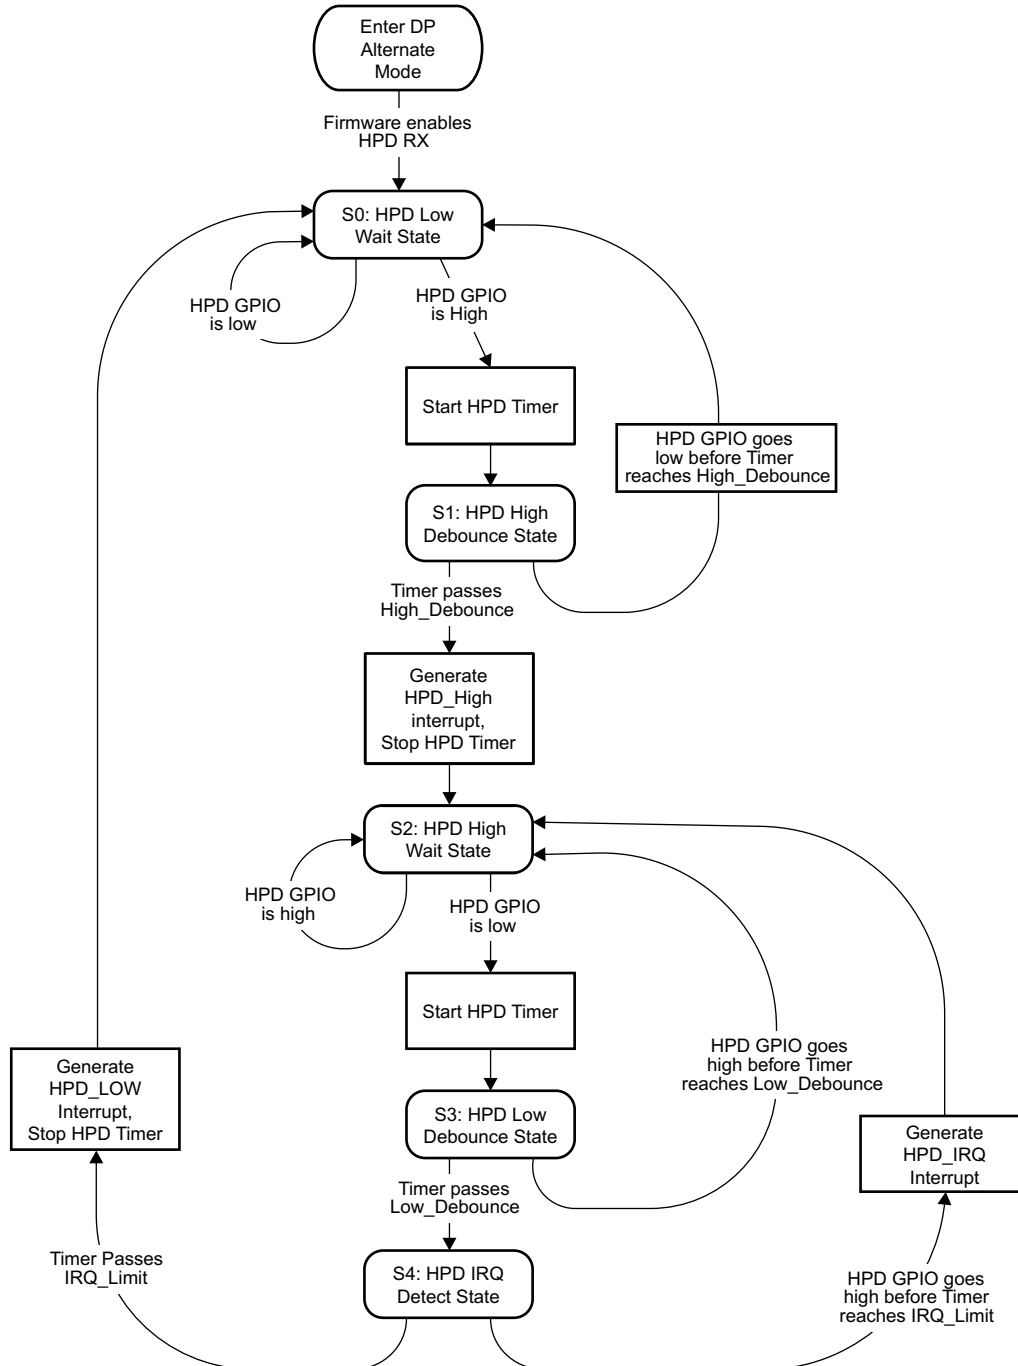 Enter DP
Alternate
Mode
Firmware enables
HPD RX
S0: HPD Low
Wait State
HPD GPIO
is low
HPD GPIO
is High
Start HPD Timer
HPD GPIO goes
low before Timer
reaches High_Debounce
S1: HPD High
Debounce State
Timer passes
High_Debounce
Generate
HPD_High
interrupt,
Stop HPD Timer
S2: HPD High
Wait State
HPD GPIO
is high
HPD GPIO
is low
Start HPD Timer
HPD GPIO goes
high before Timer
reaches Low_Debounce
Generate
HPD_LOW
Interrupt,
Stop HPD Timer
S3: HPD Low
Debounce State
Generate
HPD_IRQ
Interrupt
Timer passes
Low_Debounce
Timer Passes
IRQ_Limit
S4: HPD IRQ
Detect State
HPD GPIO goes
high before Timer
reaches IRQ_Limit